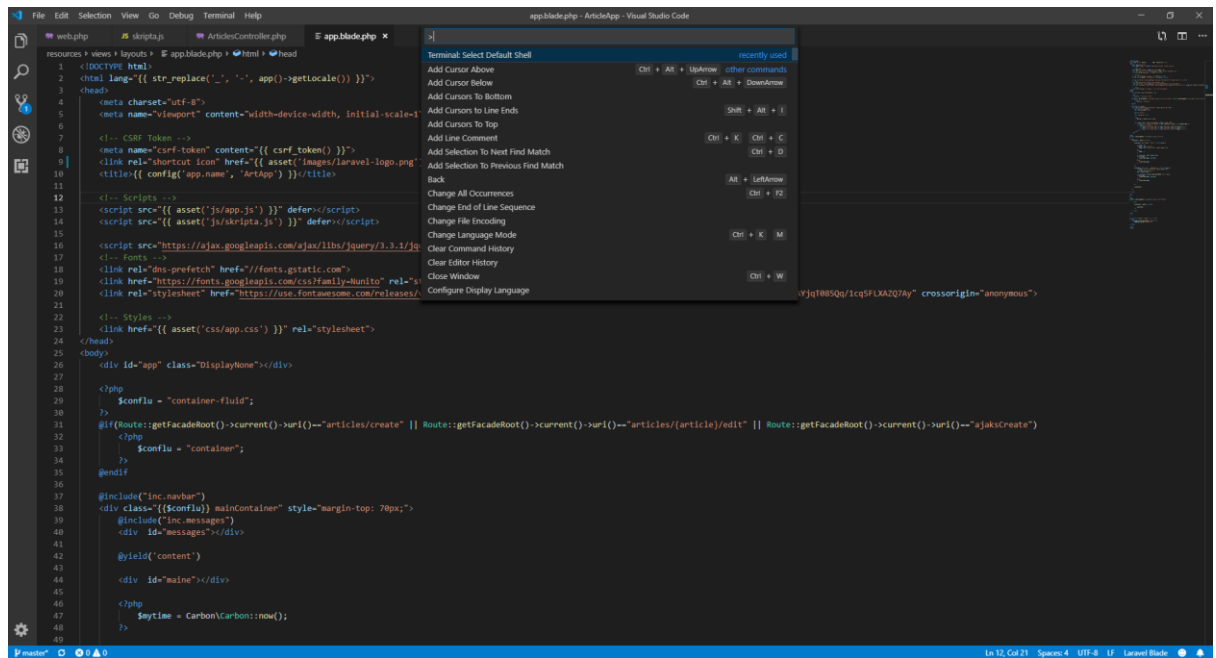 File Edit Selection View Go Debug Terminal Help
app.blade.php - ArticleApp - Visual Studio Code
web.php JS skripta.js ArticlesController.php app.blade.php ×
resources views layouts app.blade.php html head
>
Terminal: Select Default Shell recently used
Add Cursor Above Ctrl + Alt + UpArrow other commands
Add Cursor Below Ctrl + Alt + DownArrow
Add Cursors To Bottom
Add Cursors to Line Ends Shift + Alt + I
Add Cursors To Top
Add Line Comment Ctrl + K Ctrl + C
Add Selection To Next Find Match Ctrl + D
Add Selection To Previous Find Match
Back Alt + LeftArrow
Change All Occurrences Ctrl + F2
Change End of Line Sequence
Change File Encoding
Change Language Mode Ctrl + K M
Clear Command History
Clear Editor History
Close Window Ctrl + W
Configure Display Language
1 <!DOCTYPE html>
2 <html lang="{{ str_replace('_', '-', app()->getLocale()) }}">
3 <head>
4 <meta charset="utf-8">
5 <meta name="viewport" content="width=device-width, initial-scale=1"
6
7 <!-- CSRF Token -->
8 <meta name="csrf-token" content="{{ csrf_token() }}">
9 <link rel="shortcut icon" href="{{ asset('images/laravel-logo.png'
10 <title>{{ config('app.name', 'ArtApp') }}</title>
11
12 <!-- Scripts -->
13 <script src="{{ asset('js/app.js') }}" defer></script>
14 <script src="{{ asset('js/skripta.js') }}" defer></script>
15
16 <script src="https://ajax.googleapis.com/ajax/libs/jquery/3.3.1/jq
17 <!-- Fonts -->
18 <link rel="dns-prefetch" href="//fonts.gstatic.com">
19 <link href="https://fonts.googleapis.com/css?family=Nunito" rel="s
20 <link rel="stylesheet" href="https://use.fontawesome.com/releases/ YjqT085Qq/1cq5FLXAZQ7Ay" crossorigin="anonymous">
21
22 <!-- Styles -->
23 <link href="{{ asset('css/app.css') }}" rel="stylesheet">
24 </head>
25 <body>
26 <div id="app" class="DisplayNone"></div>
27
28 <?php
29 $conflu = "container-fluid";
30 ?>
31 @if(Route::getFacadeRoot()->current()->uri()=="articles/create" || Route::getFacadeRoot()->current()->uri()=="articles/{article}/edit" || Route::getFacadeRoot()->current()->uri()=="ajaksCreate")
32 <?php
33 $conflu = "container";
34 ?>
35 @endif
36
37 @include("inc.navbar")
38 <div class="{{$conflu}} mainContainer" style="margin-top: 70px;">
39 @include("inc.messages")
40 <div id="messages"></div>
41
42 @yield('content')
43
44 <div id="maine"></div>
45
46 <?php
47 $mytime = Carbon\Carbon::now();
48 ?>
49
master* 0 0 Ln 12, Col 21 Spaces: 4 UTF-8 LF Laravel Blade